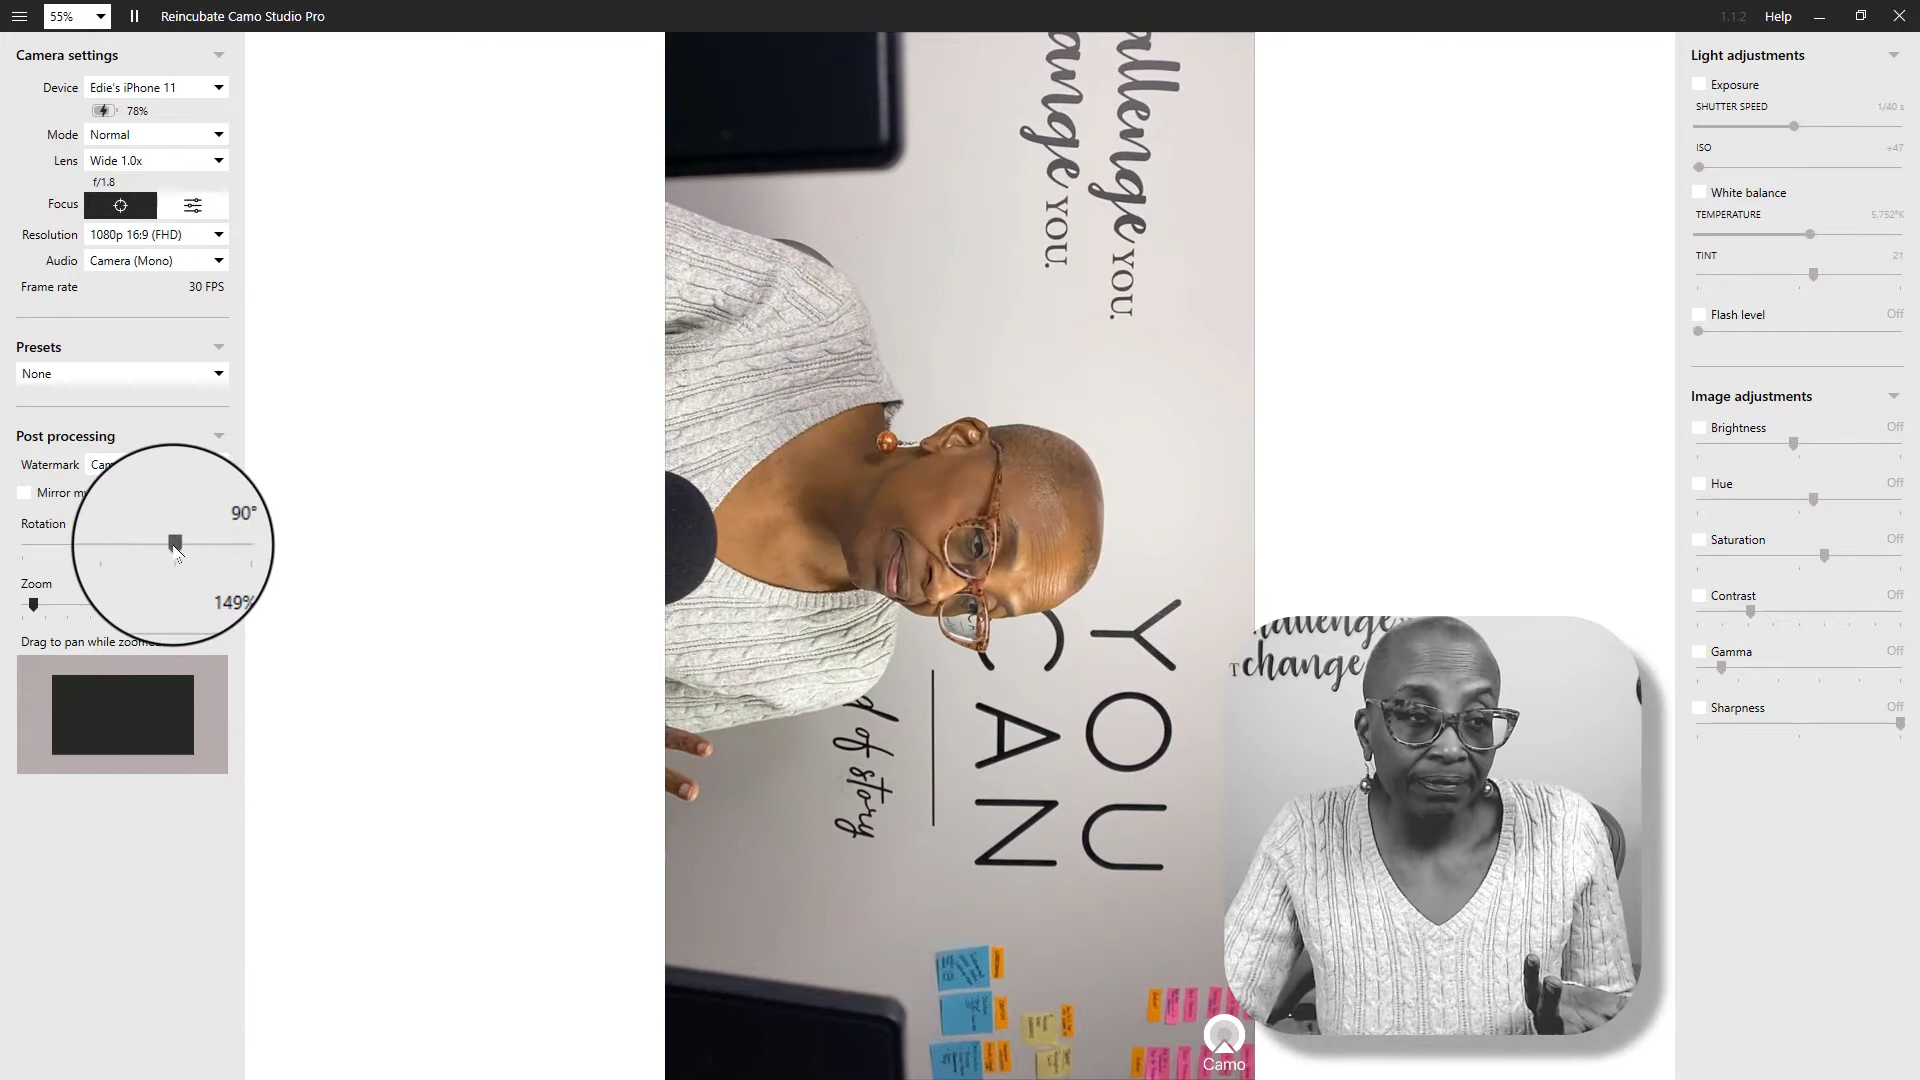 55%
Reincubate Camo Studio Pro
1.1.2
Help
Camera settings
Device
Edie's iPhone 11
78%
Mode
Normal
Lens
Wide 1.0x
f/1.8
Focus
Resolution
1080p 16:9 (FHD)
Audio
Camera (Mono)
Frame rate
30 FPS
Presets
None
Post processing
Watermark
Mirror
Rotation
90°
Zoom
149%
Drag to pan while
allenge YOU.
ange YOU.
YOU
CAN
of story
Camo
change
Light adjustments
Exposure
SHUTTER SPEED
1/40 s
ISO
+47
White balance
TEMPERATURE
5,752°K
TINT
21
Flash level
Off
Image adjustments
Brightness
Off
Hue
Off
Saturation
Off
Contrast
Off
Gamma
Off
Sharpness
Off